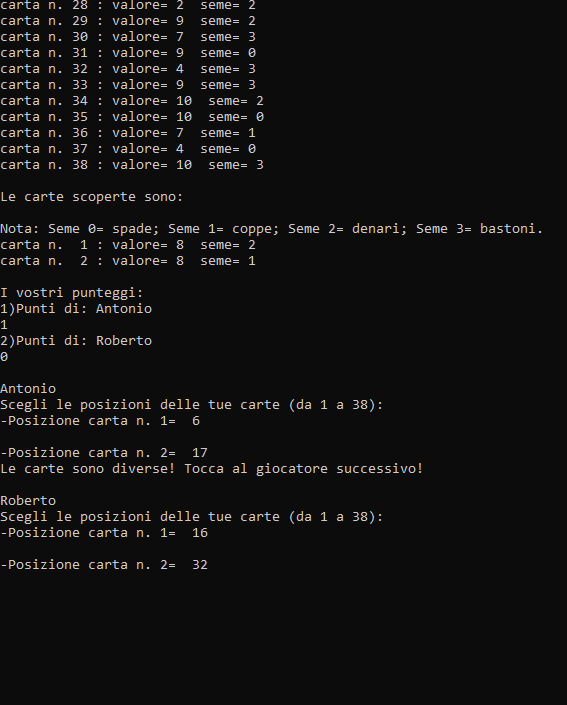 carta n. 28 : valore= 2  seme= 2
carta n. 29 : valore= 9  seme= 2
carta n. 30 : valore= 7  seme= 3
carta n. 31 : valore= 9  seme= 0
carta n. 32 : valore= 4  seme= 3
carta n. 33 : valore= 9  seme= 3
carta n. 34 : valore= 10  seme= 2
carta n. 35 : valore= 10  seme= 0
carta n. 36 : valore= 7  seme= 1
carta n. 37 : valore= 4  seme= 0
carta n. 38 : valore= 10  seme= 3
Le carte scoperte sono:
Nota: Seme 0= spade; Seme 1= coppe; Seme 2= denari; Seme 3= bastoni.
carta n.  1 : valore= 8  seme= 2
carta n.  2 : valore= 8  seme= 1
I vostri punteggi:
1)Punti di: Antonio
1
2)Punti di: Roberto
0
Antonio
Scegli le posizioni delle tue carte (da 1 a 38):
-Posizione carta n. 1=  6
-Posizione carta n. 2=  17
Le carte sono diverse! Tocca al giocatore successivo!
Roberto
Scegli le posizioni delle tue carte (da 1 a 38):
-Posizione carta n. 1=  16
-Posizione carta n. 2=  32